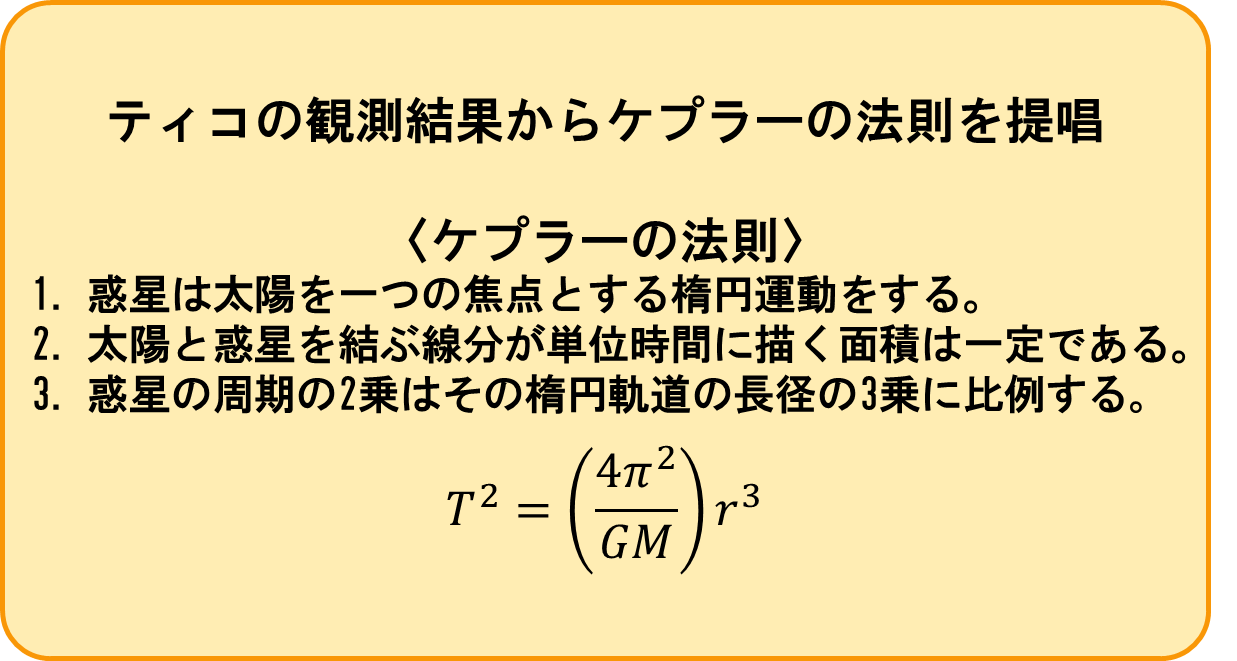 ティコの観測結果からケプラーの法則を提唱
〈ケプラーの法則〉
1. 惑星は太陽を一つの焦点とする楕円運動をする。
2. 太陽と惑星を結ぶ線分が単位時間に描く面積は一定である。
3. 惑星の周期の2乗はその楕円軌道の長径の3乗に比例する。
T² = (4π²/GM) r³